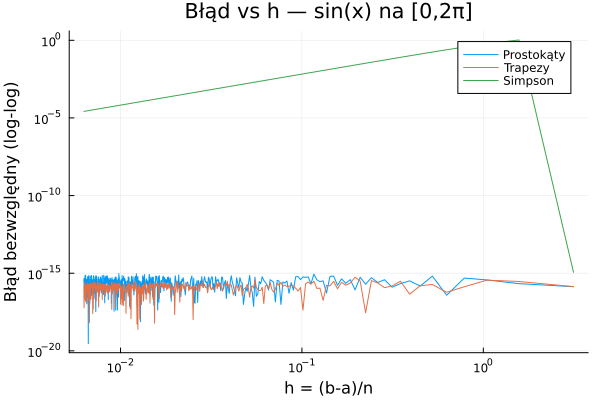 Błąd vs h — sin(x) na [0,2π]
Błąd bezwzględny (log-log)
10⁰
10⁻⁵
10⁻¹⁰
10⁻¹⁵
10⁻²⁰
Prostokąty
Trapezy
Simpson
10⁻² 10⁻¹ 10⁰
h = (b-a)/n